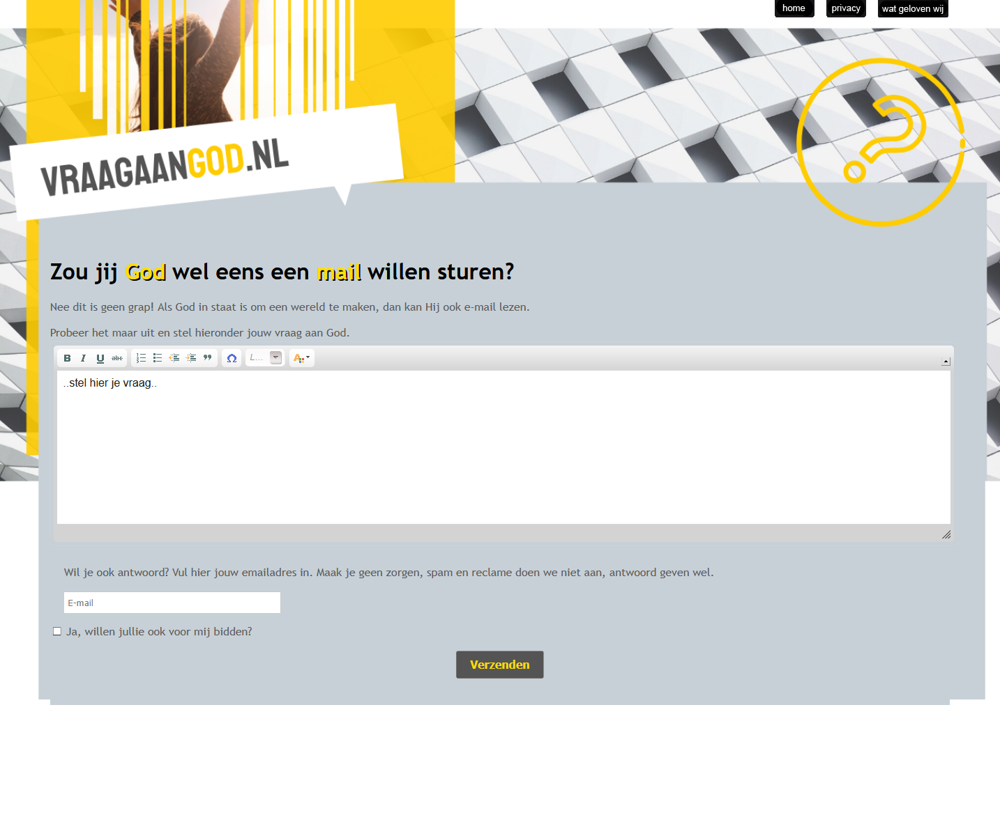 home privacy wat geloven wij
VRAAGAANGOD.NL
Zou jij God wel eens een mail willen sturen?
Nee dit is geen grap! Als God in staat is om een wereld te maken, dan kan Hij ook e-mail lezen.
Probeer het maar uit en stel hieronder jouw vraag aan God.
B I U abc L... A
..stel hier je vraag..
Wil je ook antwoord? Vul hier jouw emailadres in. Maak je geen zorgen, spam en reclame doen we niet aan, antwoord geven wel.
E-mail
Ja, willen jullie ook voor mij bidden?
Verzenden